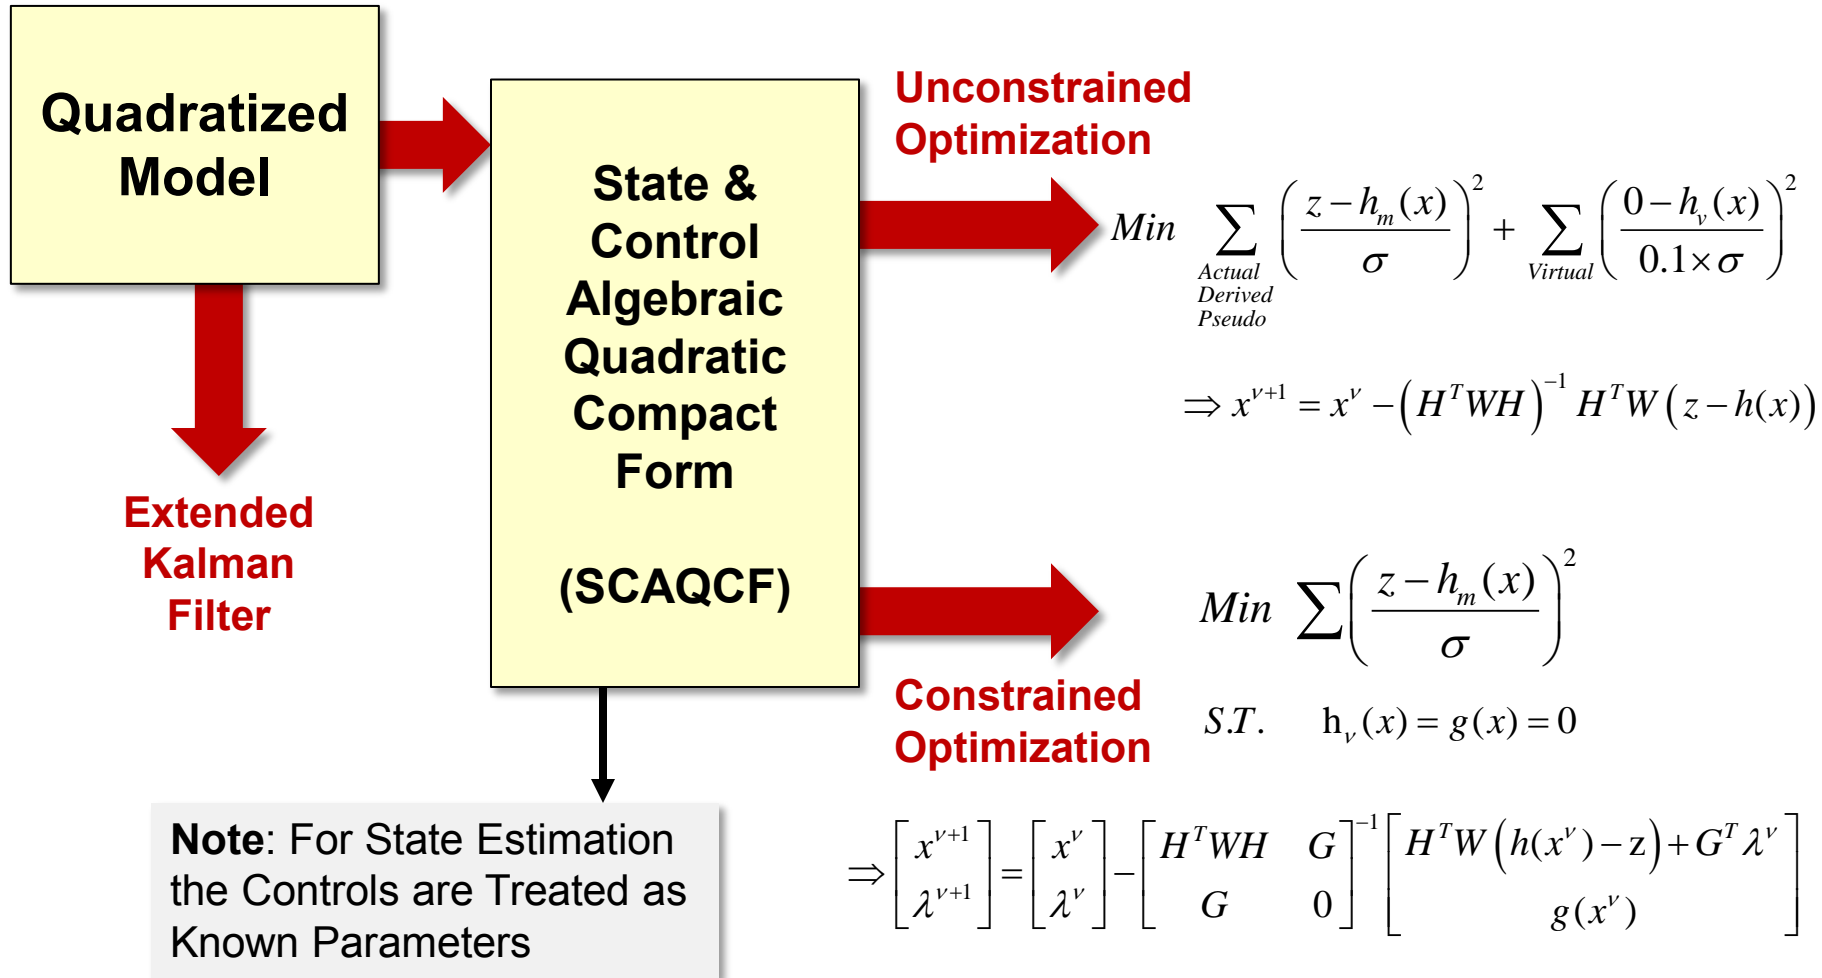 Quadratized
Model
State &
Control
Algebraic
Quadratic
Compact
Form
(SCAQCF)
Extended
Kalman
Filter
Unconstrained
Optimization
Min ∑ ((z − h_m(x)) / σ)^2 + ∑ ((0 − h_v(x)) / (0.1 × σ))^2
Actual Virtual
Derived
Pseudo
⇒ x^{ν+1} = x^ν − (H^T WH)^{−1} H^T W (z − h(x))
Constrained
Optimization
Min ∑ ((z − h_m(x)) / σ)^2
S.T. h_ν(x) = g(x) = 0
⇒ [x^{ν+1}; λ^{ν+1}] = [x^ν; λ^ν] − [H^T WH G; G 0]^{−1} [H^T W (h(x^ν) − z) + G^T λ^ν; g(x^ν)]
Note: For State Estimation
the Controls are Treated as
Known Parameters